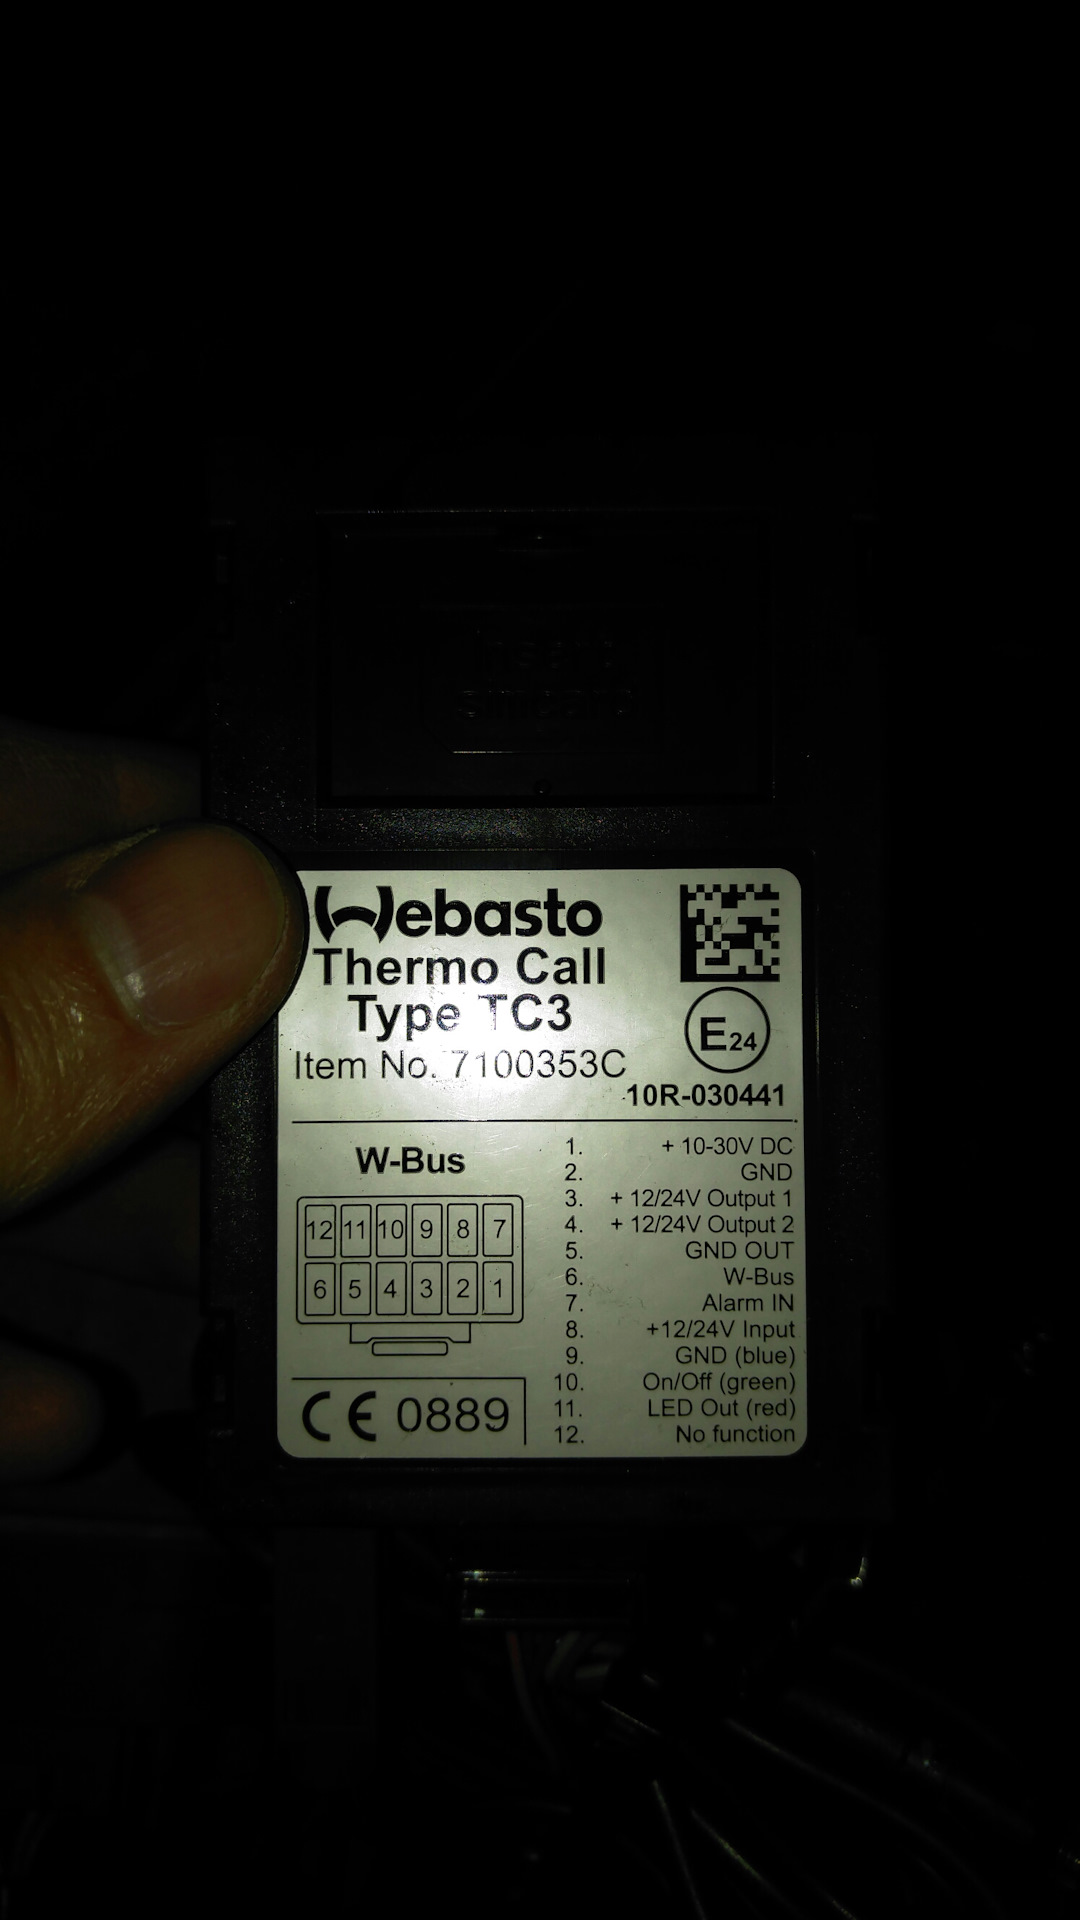 Insert
simcard
Webasto
Thermo Call
Type TC3
Item No. 7100353C
E24
10R-030441
W-Bus
12 11 10 9 8 7
6 5 4 3 2 1
CE 0889
1. + 10-30V DC
2. GND
3. + 12/24V Output 1
4. + 12/24V Output 2
5. GND OUT
6. W-Bus
7. Alarm IN
8. +12/24V Input
9. GND (blue)
10. On/Off (green)
11. LED Out (red)
12. No function